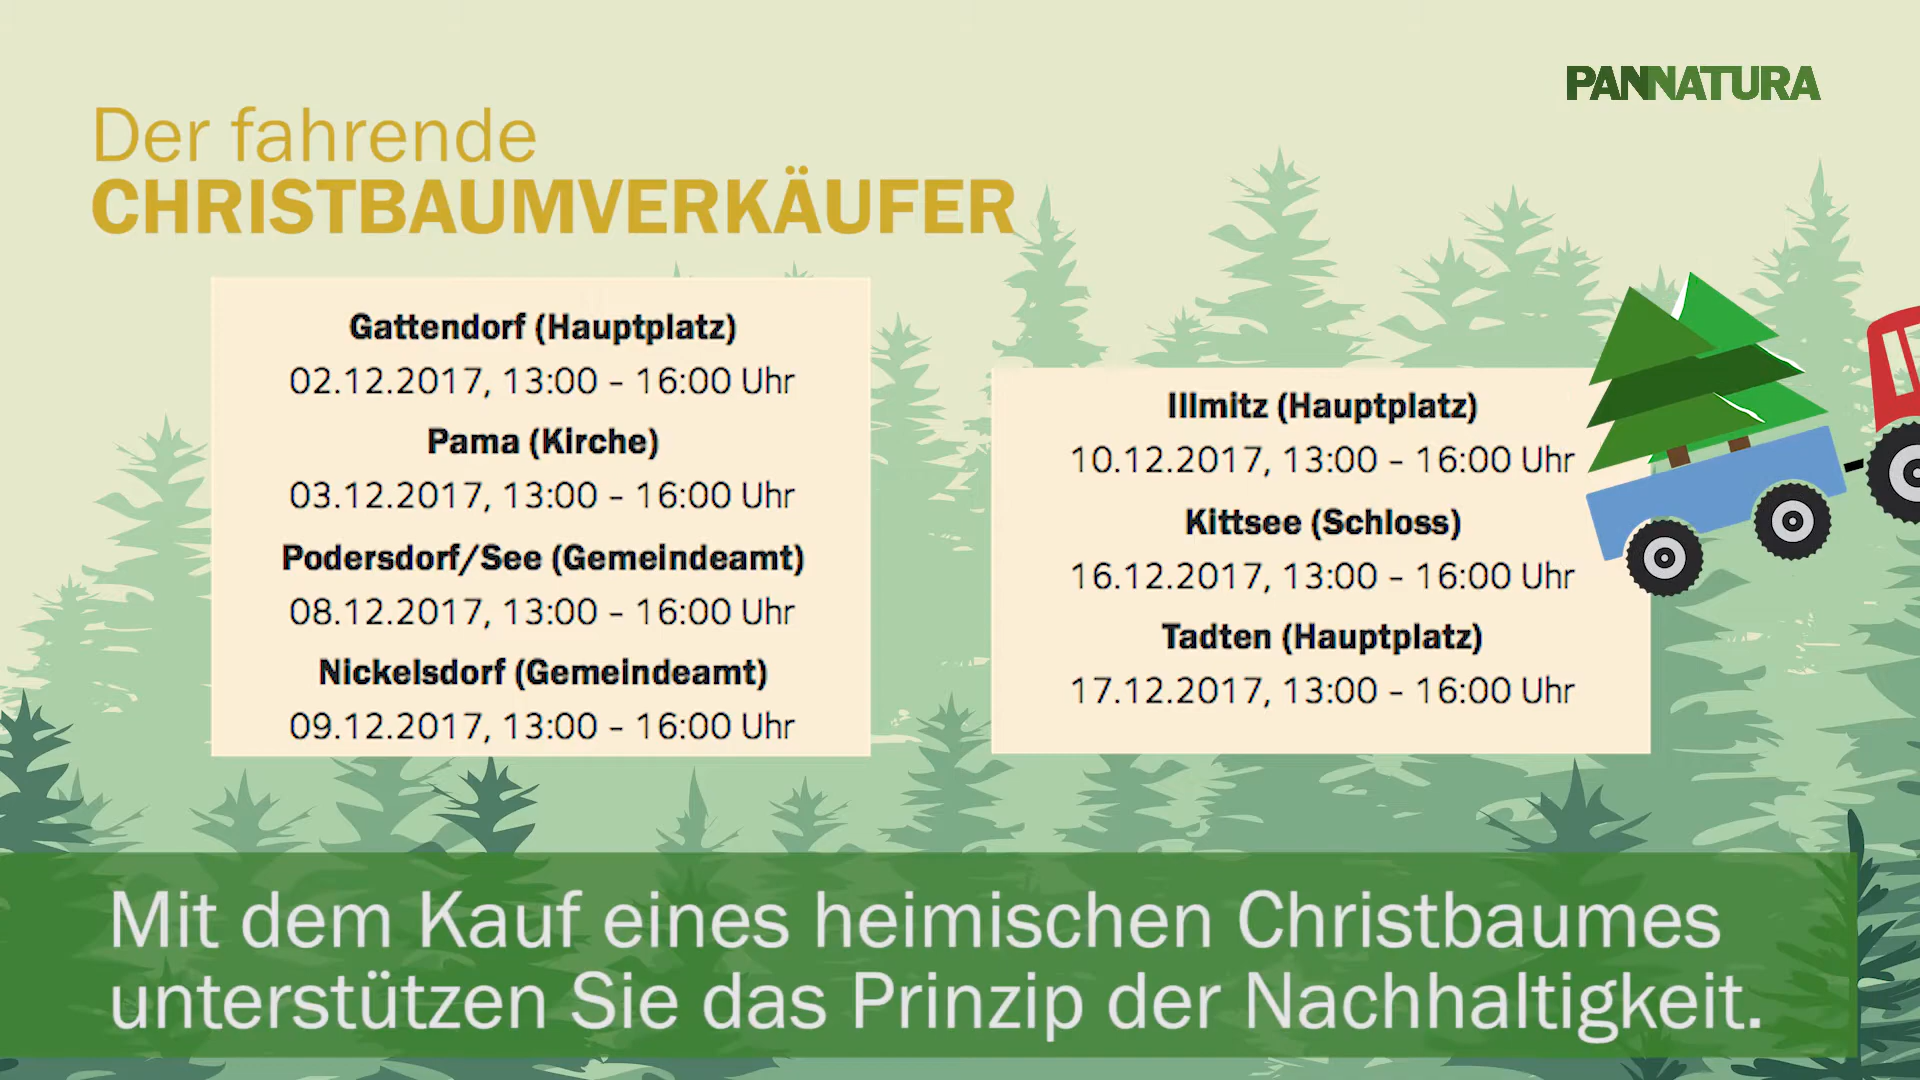 PANNATURA
Der fahrende
CHRISTBAUMVERKÄUFER
Gattendorf (Hauptplatz)
02.12.2017, 13:00 – 16:00 Uhr
Pama (Kirche)
03.12.2017, 13:00 – 16:00 Uhr
Podersdorf/See (Gemeindeamt)
08.12.2017, 13:00 – 16:00 Uhr
Nickelsdorf (Gemeindeamt)
09.12.2017, 13:00 – 16:00 Uhr
Illmitz (Hauptplatz)
10.12.2017, 13:00 – 16:00 Uhr
Kittsee (Schloss)
16.12.2017, 13:00 – 16:00 Uhr
Tadten (Hauptplatz)
17.12.2017, 13:00 – 16:00 Uhr
Mit dem Kauf eines heimischen Christbaumes
unterstützen Sie das Prinzip der Nachhaltigkeit.